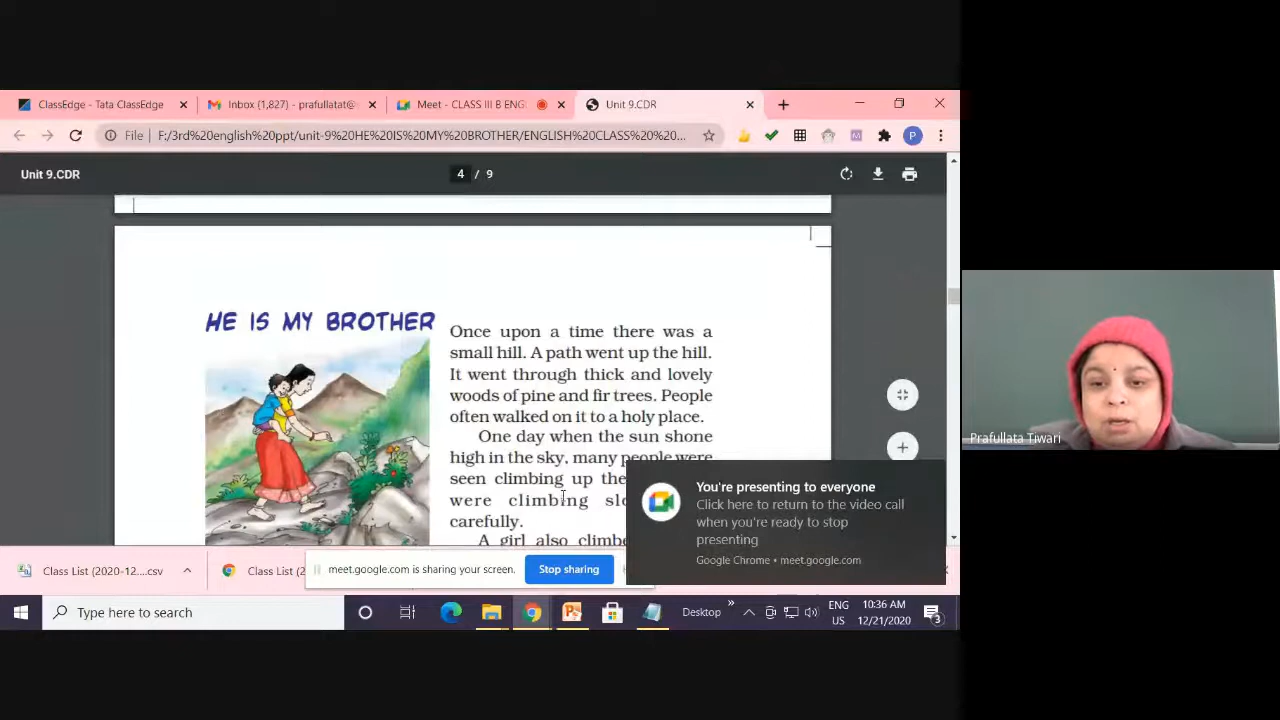 ClassEdge - Tata ClassEdge
Inbox (1,827) - prafullatat@
Meet - CLASS III B ENG
Unit 9.CDR
File
F:/3rd%20english%20ppt/unit-9%20HE%20IS%20MY%20BROTHER/ENGLISH%20CLASS%20%20...
P
Unit 9.CDR
4 / 9
HE IS MY BROTHER
Once upon a time there was a
small hill. A path went up the hill.
It went through thick and lovely
woods of pine and fir trees. People
often walked on it to a holy place.
One day when the sun shone
high in the sky, many people were
seen climbing up the
were climbing
carefully.
A girl also
You're presenting to everyone
Click here to return to the video call
when you're ready to stop
presenting
Google Chrome • meet.google.com
Prafullata Tiwari
Class List (2020-12....csv
Class List
meet.google.com is sharing your screen.
Stop sharing
Type here to search
Desktop
ENG
US
10:36 AM
12/21/2020
3